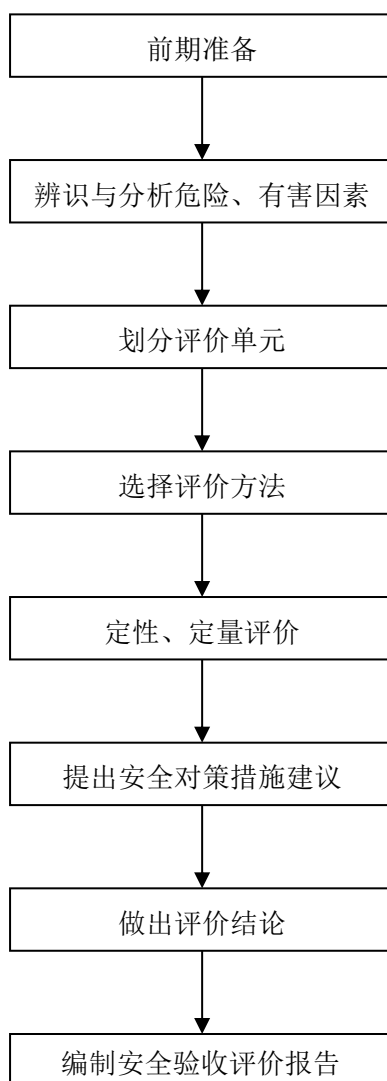 前期准备
辨识与分析危险、有害因素
划分评价单元
选择评价方法
定性、定量评价
提出安全对策措施建议
做出评价结论
编制安全验收评价报告